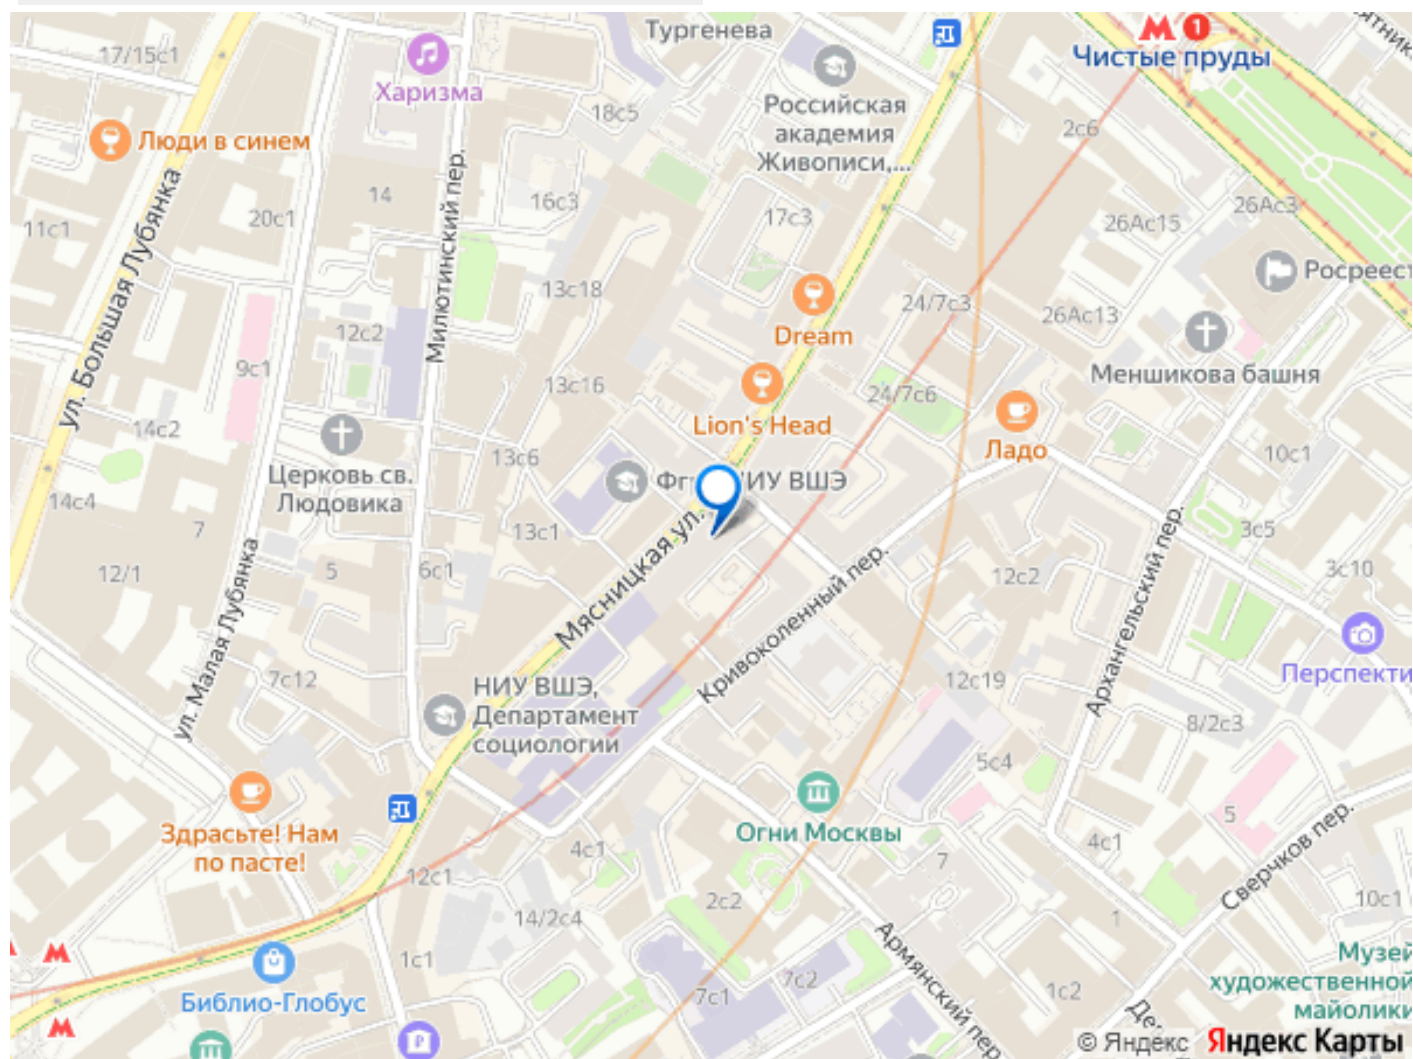 Тургенева
17/15с1
Чистые пруды
1
Харизма
Российская
академия
Живописи,...
18с5
2с6
Люди в синем
14
16с3
17с3
26Ас3
26Ас15
11с1
20с1
ул. Большая Лубянка
Милютинский пер.
Росреест
13с18
24/7с3
26Ас13
12с2
Dream
9с1
Меншикова башня
13с16
24/7с6
14с2
Lion's Head
Ладо
10с1
13с6
Церковь св.
Людовика
НИУ ВШЭ
14с4
7
13с1
3с5
Мясницкая ул.
12/1
5
6с1
Кривоколенный пер.
12с2
3с10
ул. Малая Лубянка
Архангельский пер.
7с12
12с19
Перспекти
НИУ ВШЭ,
Департамент
социологии
8/2с3
5с4
Здрасьте! Нам
по пасте!
Огни Москвы
5
4с1
4с1
7
Сверчков пер.
12с1
2с2
10с1
14/2с4
1
Армянский пер.
1с1
Музей
художественной
майолики
Библио-Глобус
7с2
7с1
1с2
© Яндекс Яндекс Карты